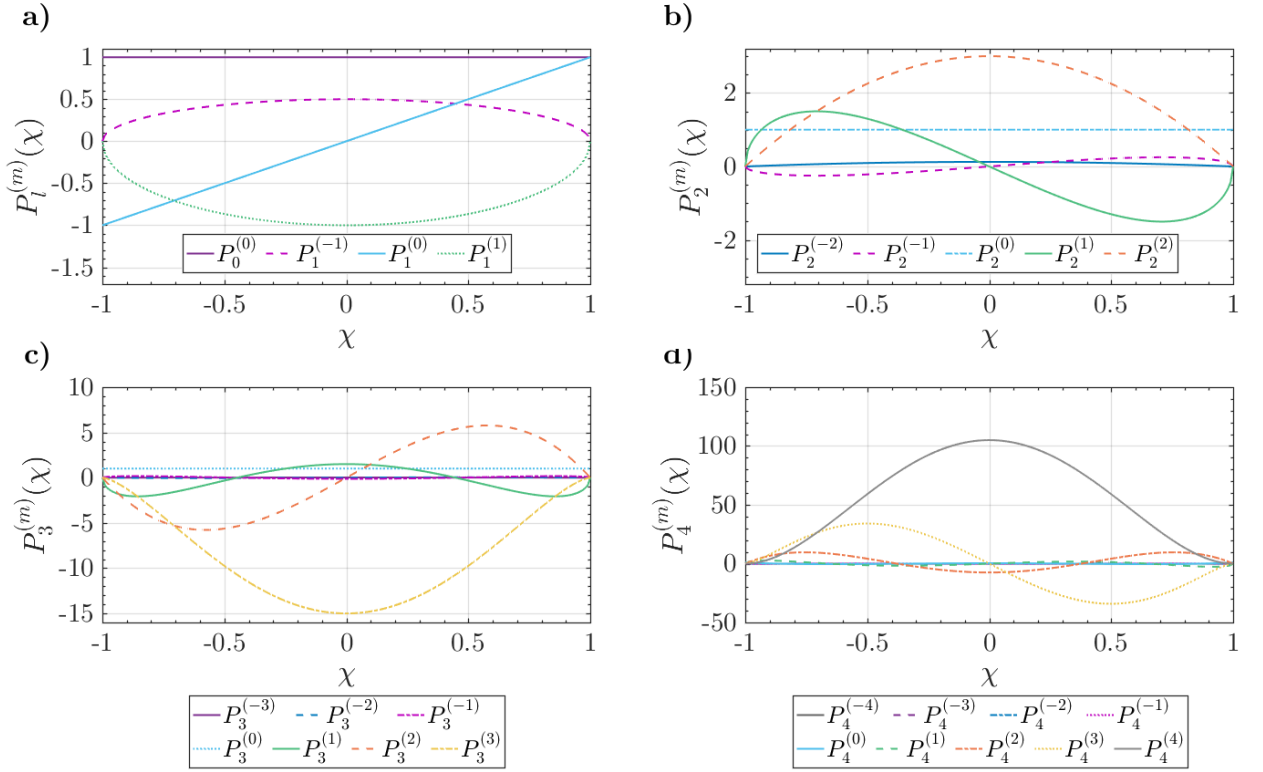 a)
1
0.5
0
-0.5
-1
-1.5
P_l^{(m)}(χ)
P_0^{(0)} P_1^{(-1)} P_1^{(0)} P_1^{(1)}
-1 -0.5 0 0.5 1
χ
b)
2
0
-2
P_2^{(m)}(χ)
P_2^{(-2)} P_2^{(-1)} P_2^{(0)} P_2^{(1)} P_2^{(2)}
-1 -0.5 0 0.5 1
χ
c)
10
5
0
-5
-10
-15
P_3^{(m)}(χ)
-1 -0.5 0 0.5 1
χ
P_3^{(-3)} P_3^{(-2)} P_3^{(-1)}
P_3^{(0)} P_3^{(1)} P_3^{(2)} P_3^{(3)}
d)
150
100
50
0
-50
P_4^{(m)}(χ)
-1 -0.5 0 0.5 1
χ
P_4^{(-4)} P_4^{(-3)} P_4^{(-2)} P_4^{(-1)}
P_4^{(0)} P_4^{(1)} P_4^{(2)} P_4^{(3)} P_4^{(4)}